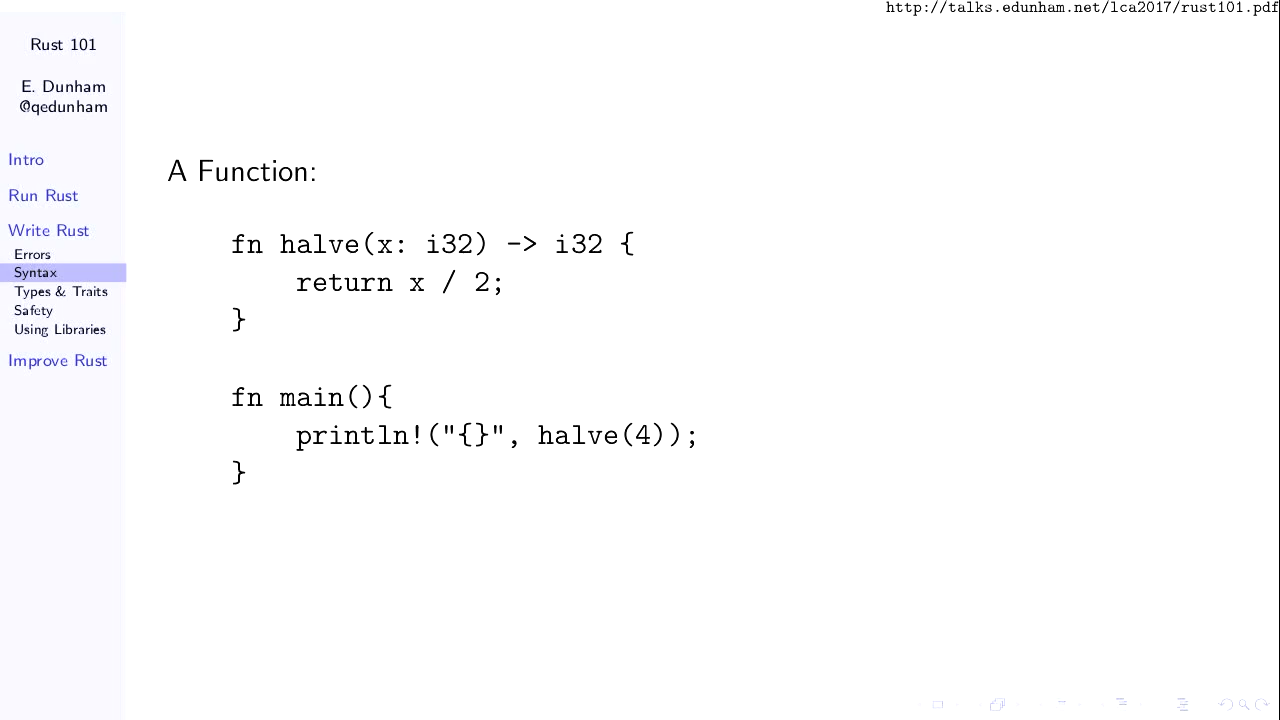 http://talks.edunham.net/lca2017/rust101.pdf
Rust 101
E. Dunham
@qedunham
Intro
Run Rust
Write Rust
Errors
Syntax
Types & Traits
Safety
Using Libraries
Improve Rust
A Function:
fn halve(x: i32) -> i32 {
    return x / 2;
}
fn main(){
    println!("{}", halve(4));
}